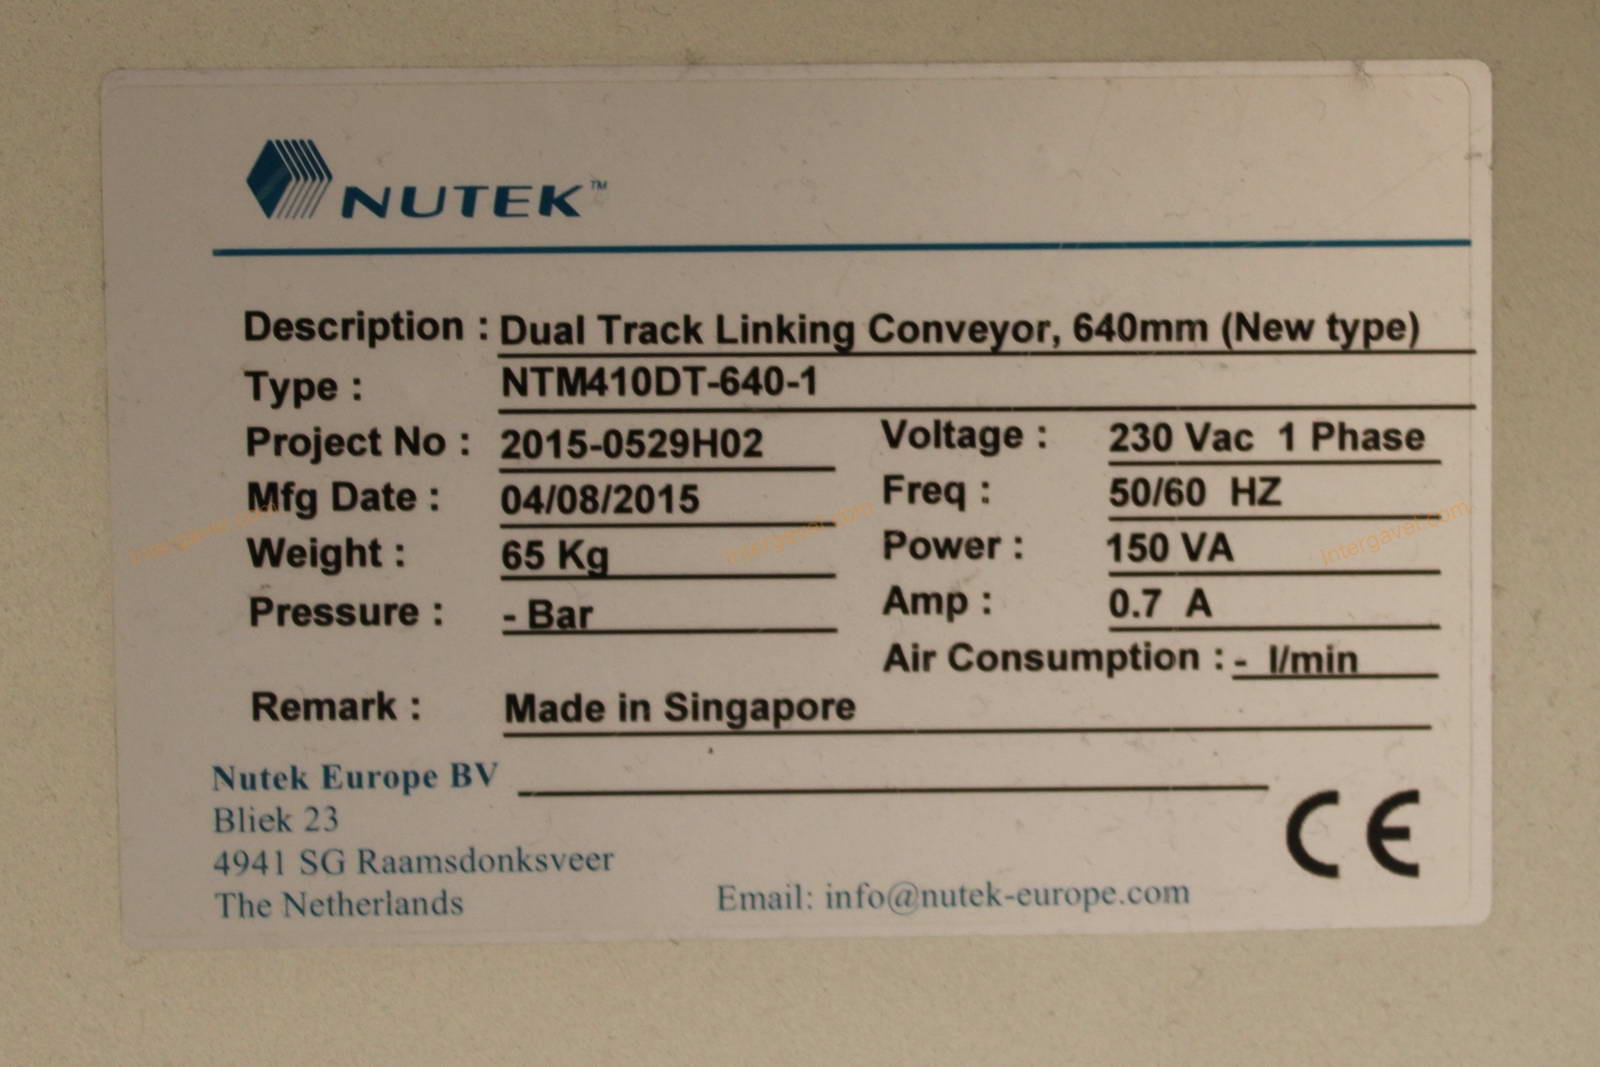 NUTEK™
Description : Dual Track Linking Conveyor, 640mm (New type)
Type : NTM410DT-640-1
Project No : 2015-0529H02 Voltage : 230 Vac 1 Phase
Mfg Date : 04/08/2015 Freq : 50/60 HZ
Weight : 65 Kg Power : 150 VA
Pressure : - Bar Amp : 0.7 A
Air Consumption : - l/min
Remark : Made in Singapore
Nutek Europe BV
Bliek 23
4941 SG Raamsdonksveer
The Netherlands
Email: info@nutek-europe.com
CE
Intergavel.com